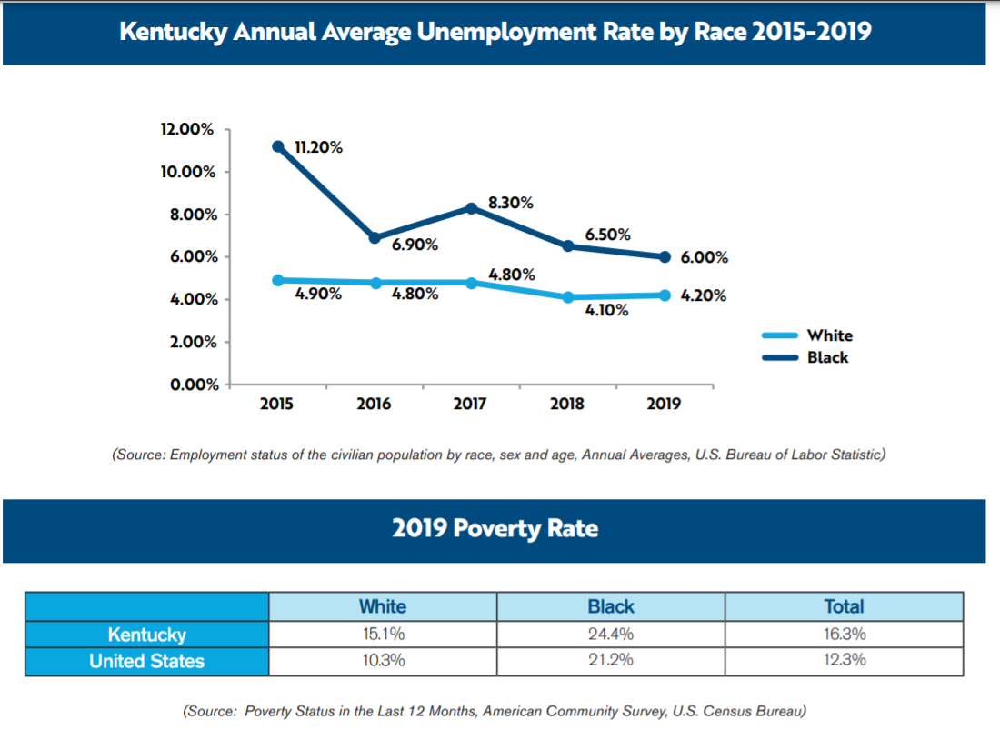 Kentucky Annual Average Unemployment Rate by Race 2015-2019
12.00%
11.20%
10.00%
8.30%
8.00%
6.50%
6.90%
6.00%
6.00%
4.80%
4.90%
4.80%
4.20%
4.00%
4.10%
White
2.00%
Black
0.00%
2015 2016 2017 2018 2019
(Source: Employment status of the civilian population by race, sex and age, Annual Averages, U.S. Bureau of Labor Statistic)
2019 Poverty Rate
White Black Total
Kentucky 15.1% 24.4% 16.3%
United States 10.3% 21.2% 12.3%
(Source: Poverty Status in the Last 12 Months, American Community Survey, U.S. Census Bureau)